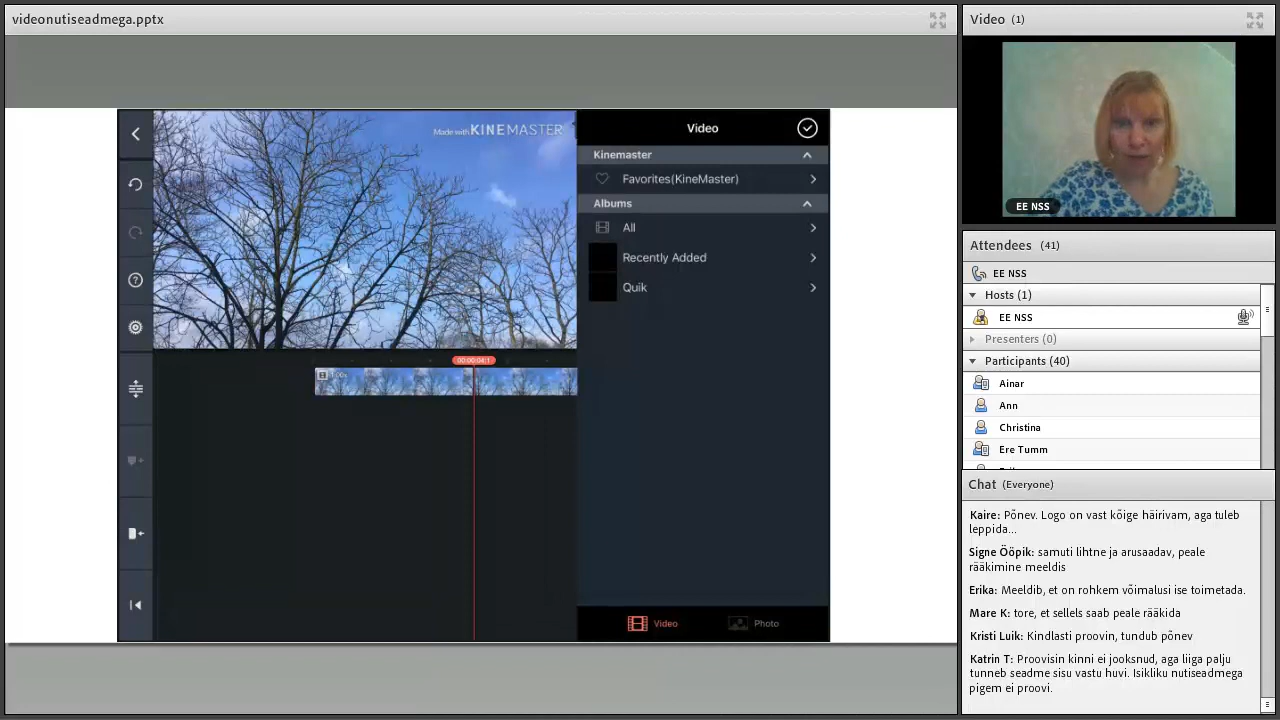 videonutiseadmega.pptx
Made with KINEMASTER
Video
Kinemaster
Favorites(KineMaster)
Albums
All
Recently Added
Quik
00:00:04:1
Video
Photo
Video (1)
EE NSS
Attendees (41)
EE NSS
Hosts (1)
EE NSS
Presenters (0)
Participants (40)
Ainar
Ann
Christina
Ere Tumm
Chat (Everyone)
Kaire: Põnev. Logo on vast kõige häirivam, aga tuleb
leppida...
Signe Ööpik: samuti lihtne ja arusaadav, peale
rääkimine meeldis
Erika: Meeldib, et on rohkem võimalusi ise toimetada.
Mare K: tore, et sellels saab peale rääkida
Kristi Luik: Kindlasti proovin, tundub põnev
Katrin T: Proovisin kinni ei jooksnud, aga liiga palju
tunneb seadme sisu vastu huvi. Isikliku nutiseadmega
pigem ei proovi.